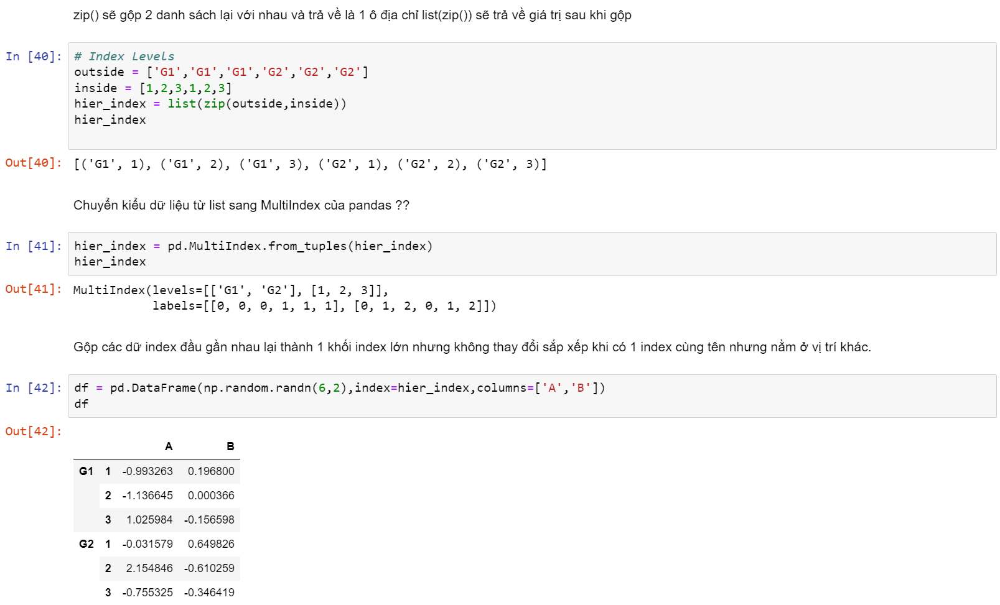 zip() sẽ gộp 2 danh sách lại với nhau và trả về là 1 ô địa chỉ list(zip()) sẽ trả về giá trị sau khi gộp
In [40]: # Index Levels
outside = ['G1','G1','G1','G2','G2','G2']
inside = [1,2,3,1,2,3]
hier_index = list(zip(outside,inside))
hier_index
Out[40]: [('G1', 1), ('G1', 2), ('G1', 3), ('G2', 1), ('G2', 2), ('G2', 3)]
Chuyển kiểu dữ liệu từ list sang MultiIndex của pandas ??
In [41]: hier_index = pd.MultiIndex.from_tuples(hier_index)
hier_index
Out[41]: MultiIndex(levels=[['G1', 'G2'], [1, 2, 3]],
labels=[[0, 0, 0, 1, 1, 1], [0, 1, 2, 0, 1, 2]])
Gộp các dữ index đầu gần nhau lại thành 1 khối index lớn nhưng không thay đổi sắp xếp khi có 1 index cùng tên nhưng nằm ở vị trí khác.
In [42]: df = pd.DataFrame(np.random.randn(6,2),index=hier_index,columns=['A','B'])
df
Out[42]:
A B
G1 1 -0.993263 0.196800
2 -1.136645 0.000366
3 1.025984 -0.156598
G2 1 -0.031579 0.649826
2 2.154846 -0.610259
3 -0.755325 -0.346419